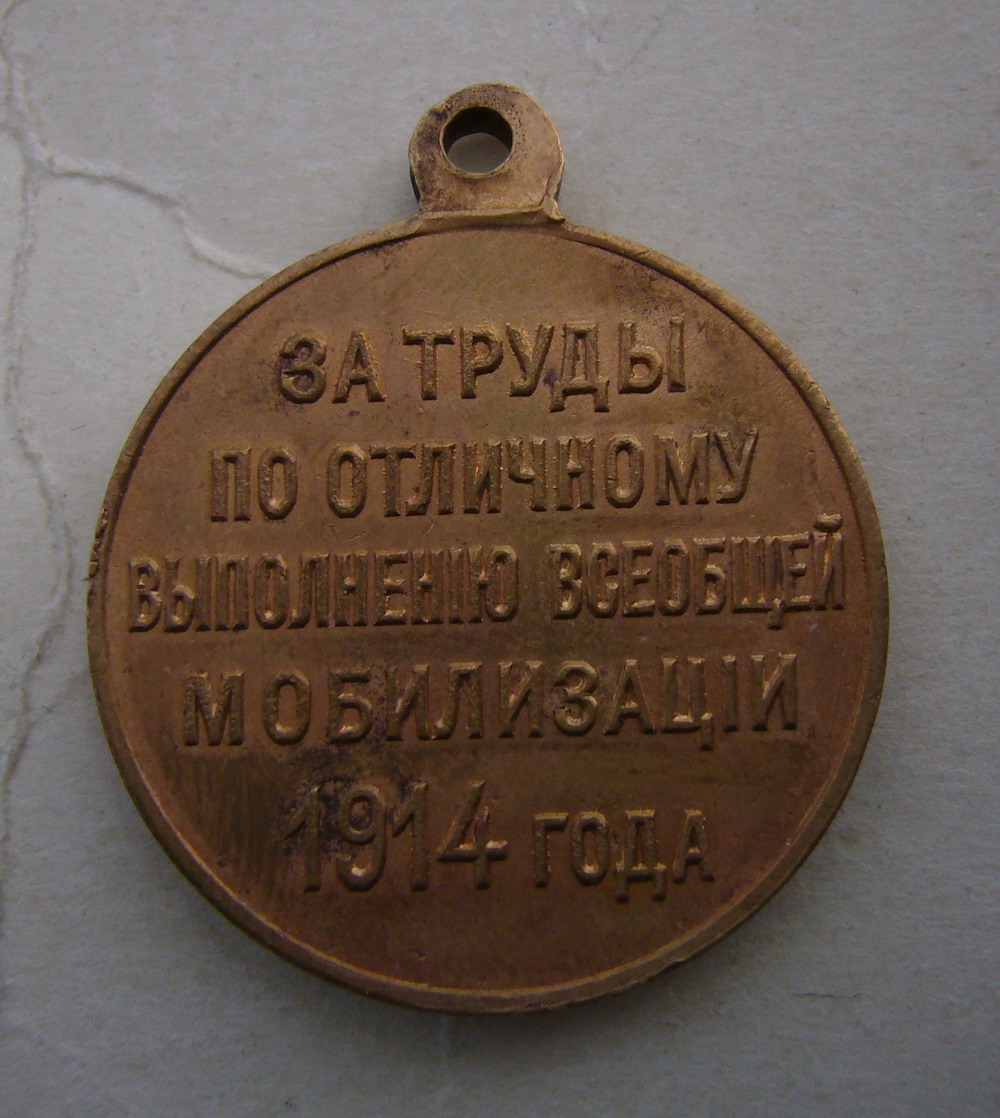 ЗА ТРУДЫ
ПО ОТЛИЧНОМУ
ВЫПОЛНЕНІЮ ВСЕОБЩЕЙ
МОБИЛИЗАЦІИ
1914 ГОДА